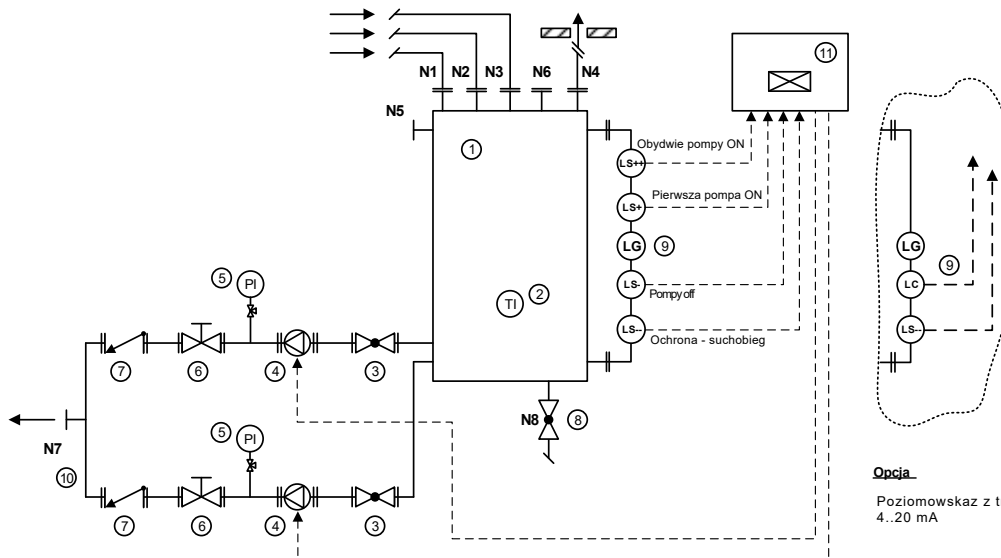 11
N1
N2
N3
N6
N4
N5
1
Obydwie pompy ON
LS++
Pierwsza pompa ON
LS+
LG
9
LG
LS-
LC
9
5
PI
2
TI
Pompy off
LS--
Ochrona - suchobieg
LS--
7
6
4
3
N8
8
5
PI
N7
10
7
6
4
3
Opcja
Poziomowskaz z
4..20 mA